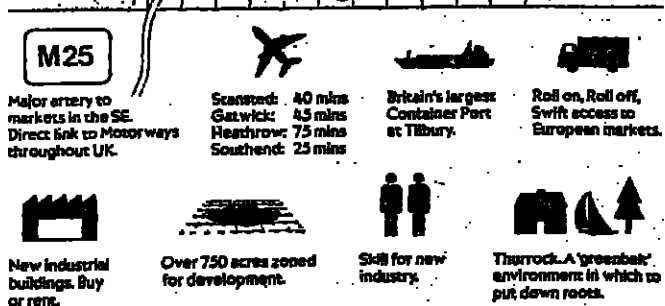 M25
Major artery to
markets in the SE.
Direct link to Motorways
throughout UK.
Stansted: 40 mins
Gatwick: 45 mins
Heathrow: 75 mins
Southend: 25 mins
Britain's largest
Container Port
at Tilbury.
Roll on, Roll off,
Swift access to
European markets.
New industrial
buildings. Buy
or rent.
Over 750 acres zoned
for development.
Skill for new
industry.
Thurrock. A 'greenbelt'
environment in which to
put down roots.